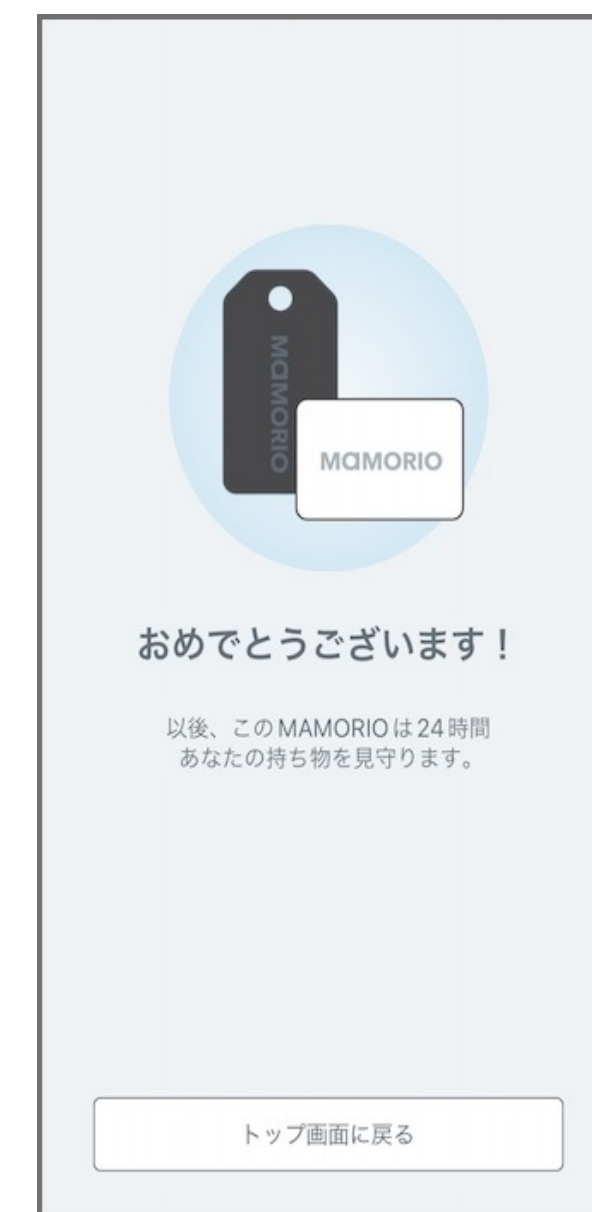 MAMORIO
MAMORIO
おめでとうございます！
以後、このMAMORIOは24時間
あなたの持ち物を見守ります。
トップ画面に戻る